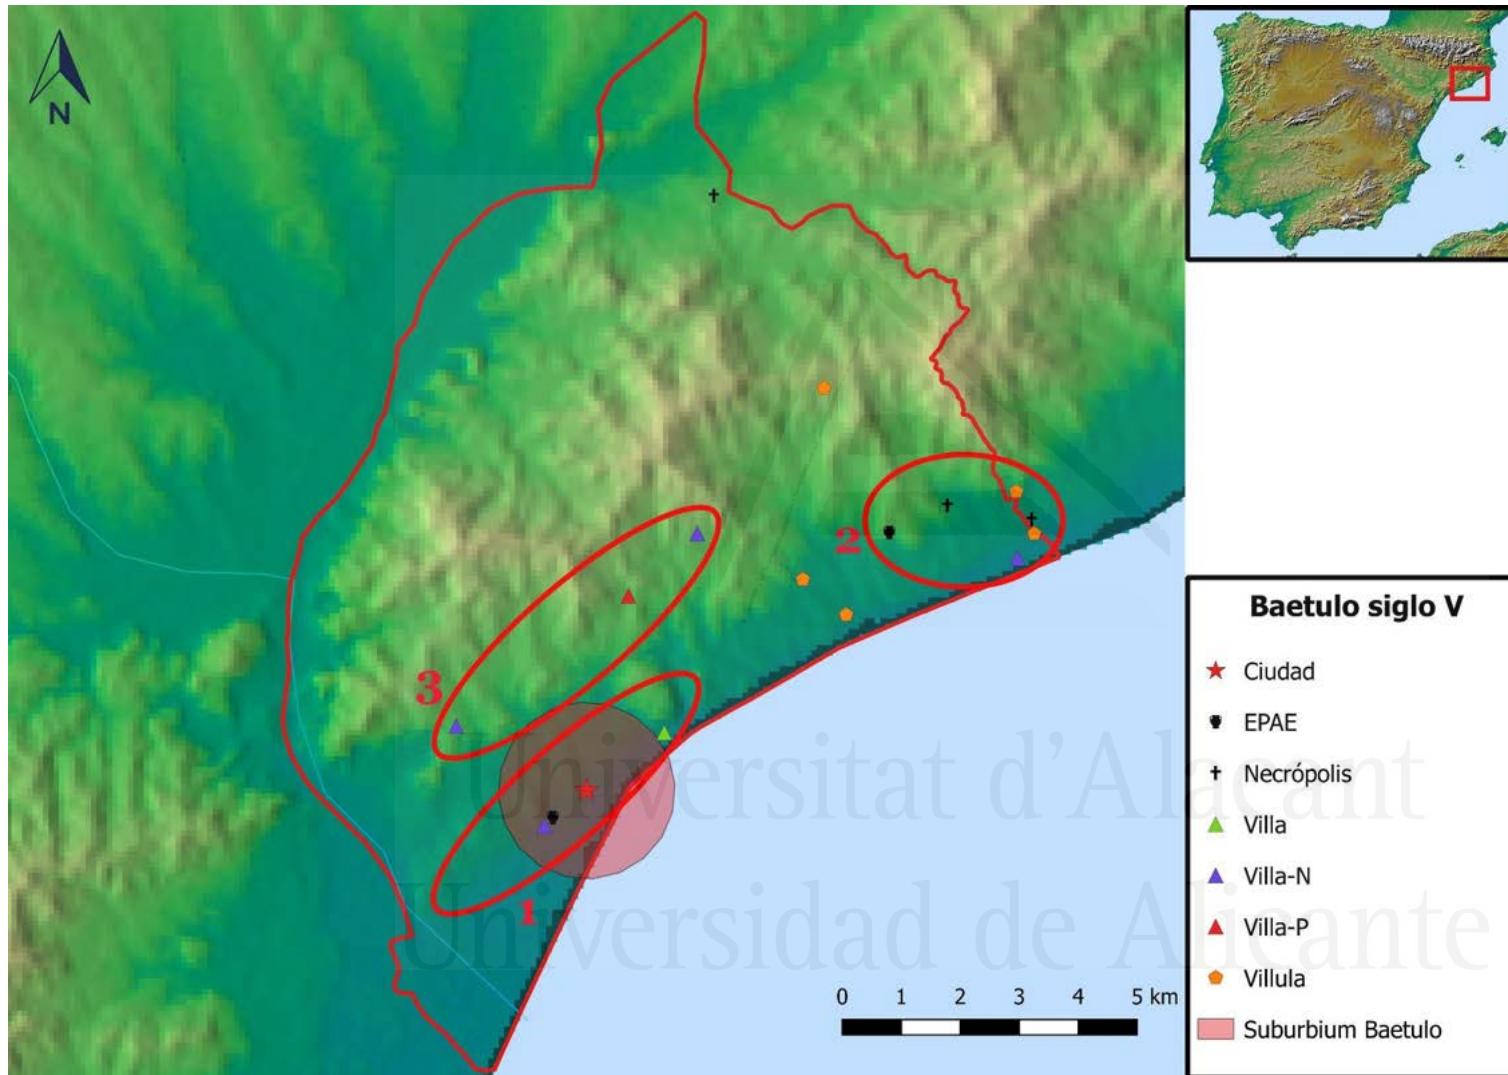 N
2
3
1
Universitat d'Alacant
Universidad de Alicante
0 1 2 3 4 5 km
Baetulo siglo V
Ciudad
EPAE
Necrópolis
Villa
Villa-N
Villa-P
Villula
Suburbium Baetulo